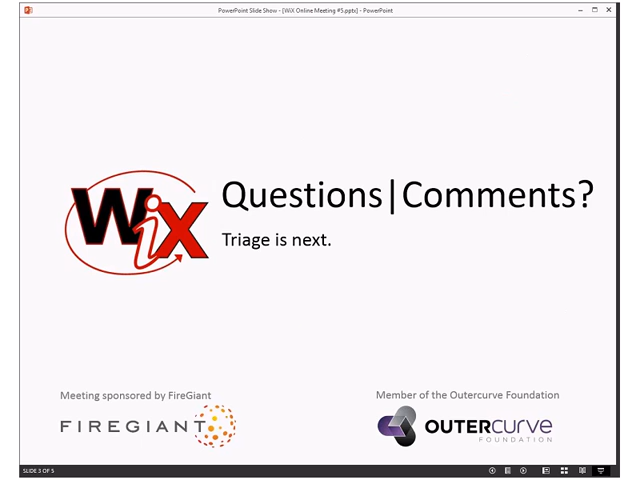 PowerPoint Slide Show - [WiX Online Meeting #5.pptx] - PowerPoint
WiX
Questions|Comments?
Triage is next.
Meeting sponsored by FireGiant
FIREGIANT
Member of the Outercurve Foundation
OUTERCURVE
FOUNDATION
SLIDE 3 OF 5